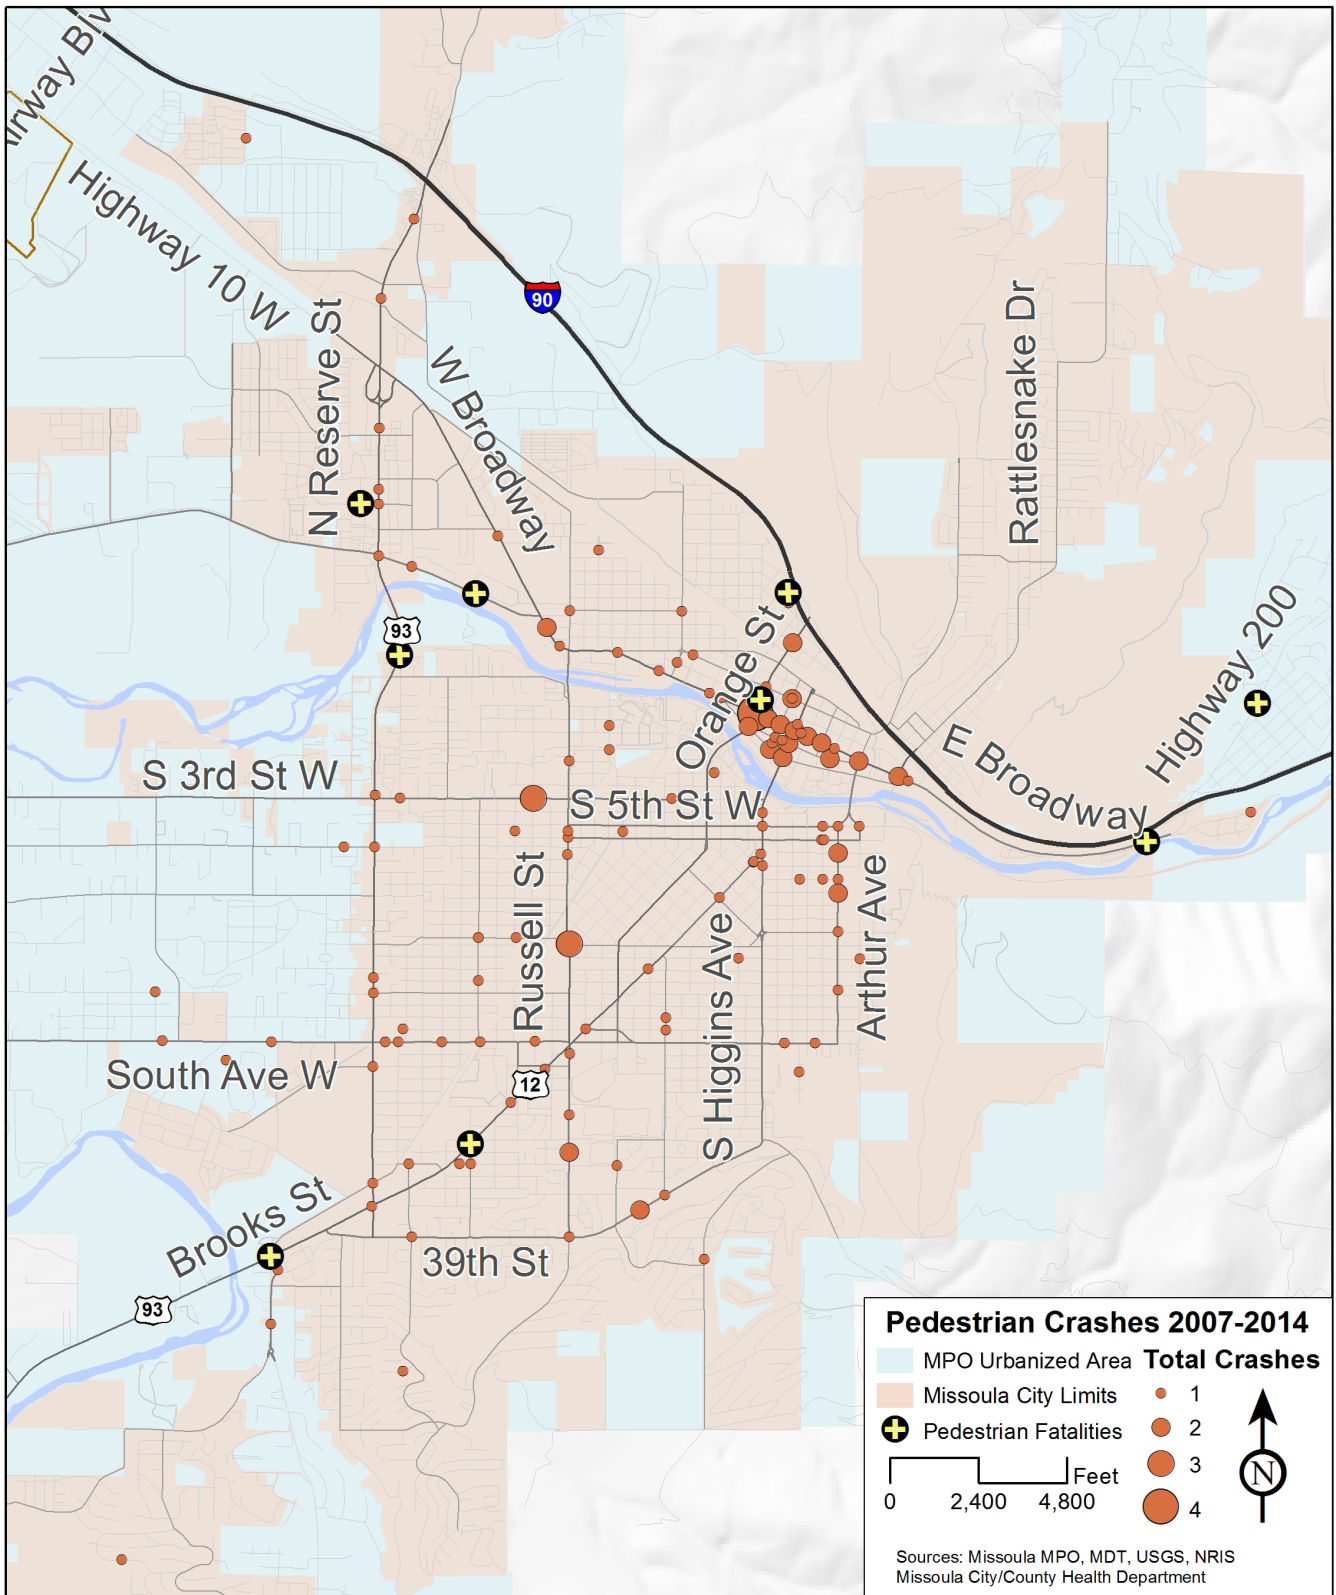 Airway Blv
Highway 10 W
90
N Reserve St
W Broadway
Rattlesnake Dr
93
Orange St
Highway 200
E Broadway
S 3rd St W
S 5th St W
Russell St
S Higgins Ave
Arthur Ave
South Ave W
12
Brooks St
39th St
93
Pedestrian Crashes 2007-2014
MPO Urbanized Area
Missoula City Limits
Pedestrian Fatalities
Feet
0 2,400 4,800
Total Crashes
1
2
3
4
N
Sources: Missoula MPO, MDT, USGS, NRIS
Missoula City/County Health Department